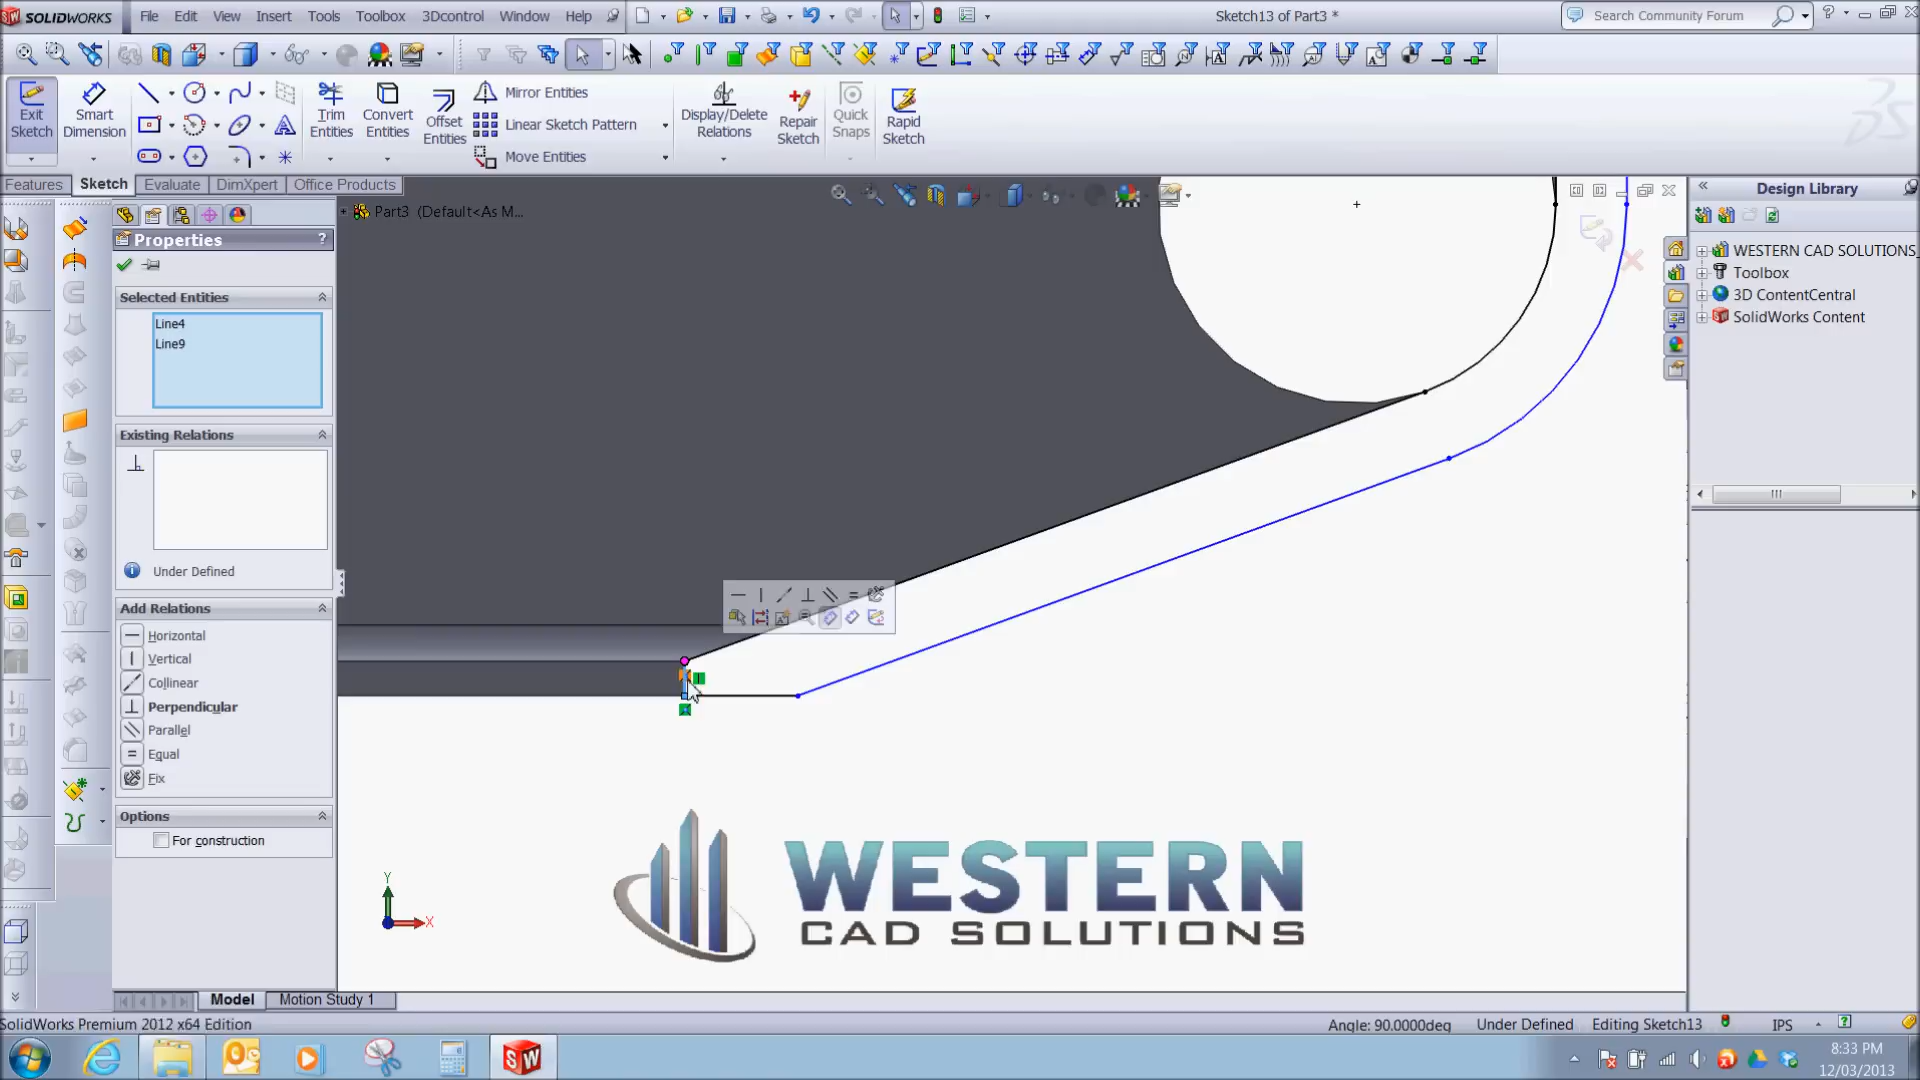 SOLIDWORKS File Edit View Insert Tools Toolbox 3Dcontrol Window Help Sketch13 of Part3 * Search Community Forum
Exit Sketch
Smart Dimension
Trim Entities
Convert Entities
Offset Entities
Mirror Entities
Linear Sketch Pattern
Move Entities
Display/Delete Relations
Repair Sketch
Quick Snaps
Rapid Sketch
Features Sketch Evaluate DimXpert Office Products
Properties ?
Selected Entities
Line4
Line9
Existing Relations
Under Defined
Add Relations
Horizontal
Vertical
Collinear
Perpendicular
Parallel
Equal
Fix
Options
For construction
Part3 (Default<As M...
Y
X
WESTERN
CAD SOLUTIONS
Design Library
WESTERN CAD SOLUTIONS
Toolbox
3D ContentCentral
SolidWorks Content
Model Motion Study 1
SolidWorks Premium 2012 x64 Edition Angle: 90.0000deg Under Defined Editing Sketch13 IPS
8:33 PM
12/03/2013